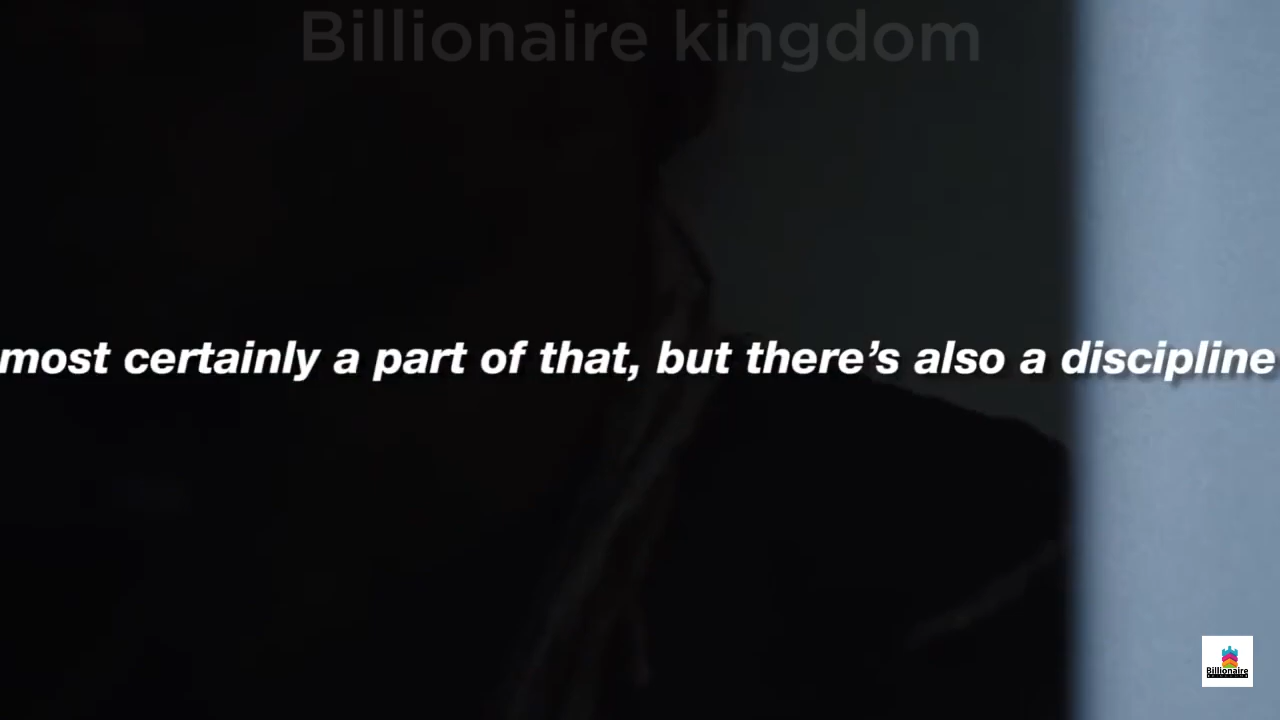 Billionaire kingdom
most certainly a part of that, but there's also a discipline
Billionaire